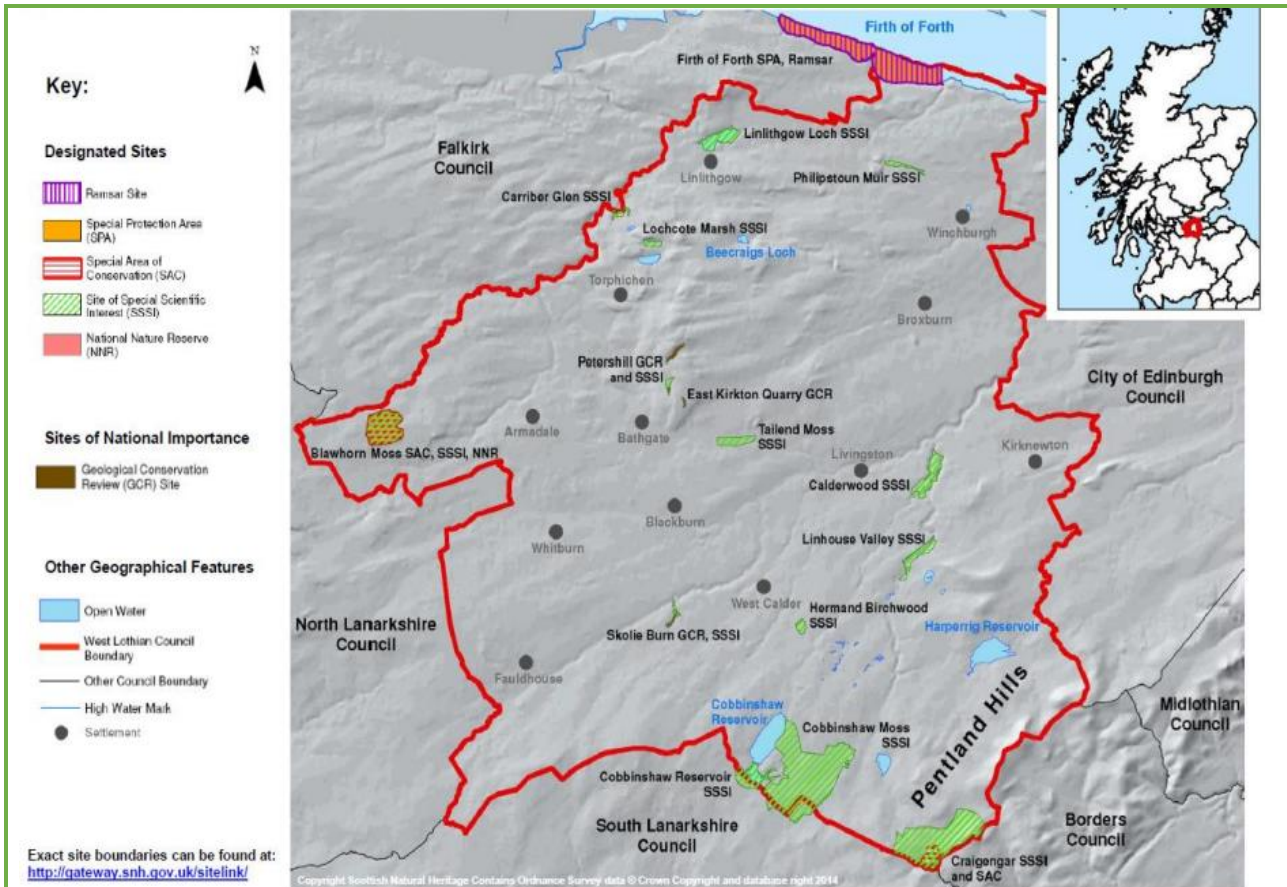 Key:
N
Designated Sites
Ramsar Site
Special Protection Area
(SPA)
Special Area of
Conservation (SAC)
Site of Special Scientific
Interest (SSSI)
National Nature Reserve
(NNR)
Sites of National Importance
Geological Conservation
Review (GCR) Site
Other Geographical Features
Open Water
West Lothian Council
Boundary
Other Council Boundary
High Water Mark
Settlement
Exact site boundaries can be found at:
http://gateway.snh.gov.uk/sitelink/
Firth of Forth
Firth of Forth SPA, Ramsar
Falkirk
Council
Linlithgow Loch SSSI
Linlithgow
Philipstoun Muir SSSI
Carriber Glen SSSI
Lochcote Marsh SSSI
Beecraigs Loch
Winchburgh
Torphichen
Broxburn
Petershill GCR
and SSSI
East Kirkton Quarry GCR
City of Edinburgh
Council
Armadale
Bathgate
Tailend Moss
SSSI
Livingston
Kirknewton
Blawhorn Moss SAC, SSSI, NNR
Calderwood SSSI
Blackburn
Whitburn
Linhouse Valley SSSI
West Calder
North Lanarkshire
Council
Skolie Burn GCR, SSSI
Hermand Birchwood
SSSI
Harperrig Reservoir
Fauldhouse
Pentland Hills
Midlothian
Council
Cobbinshaw
Reservoir
Cobbinshaw Moss
SSSI
Cobbinshaw Reservoir
SSSI
South Lanarkshire
Council
Borders
Council
Craigengar SSSI
and SAC
Copyright Scottish Natural Heritage Contains Ordnance Survey data © Crown Copyright and database right 2014